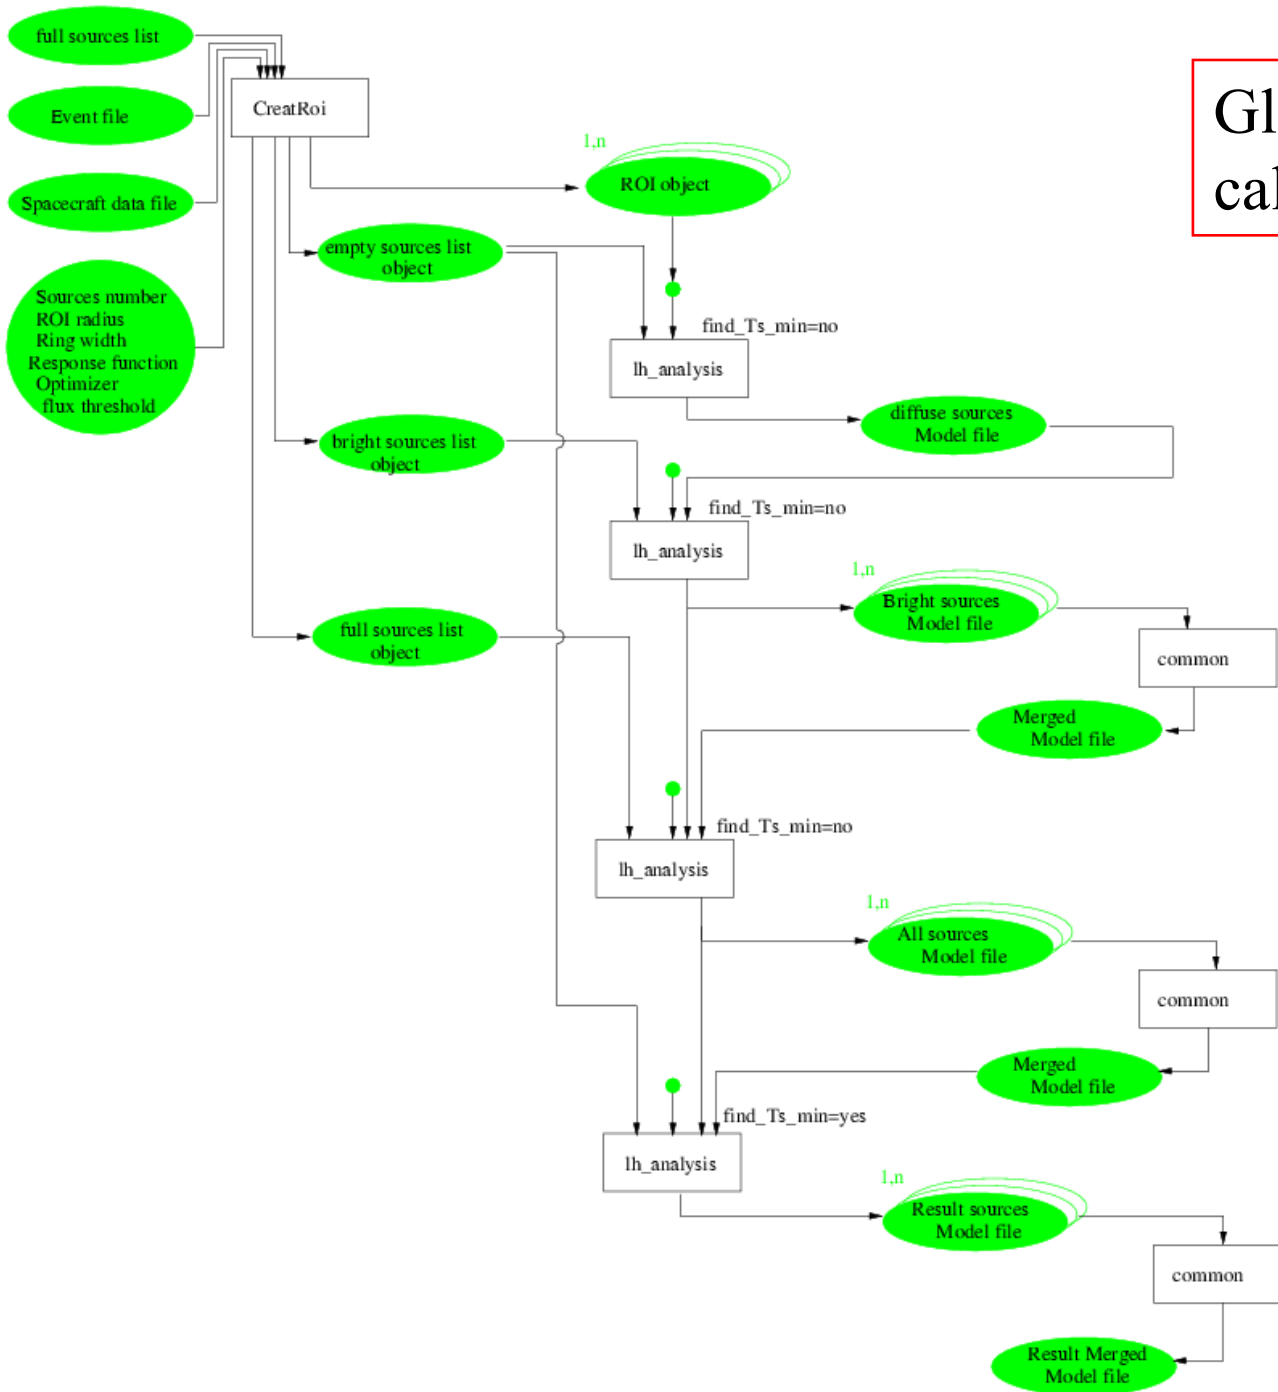 full sources list
Event file
Spacecraft data file
Sources number
ROI radius
Ring width
Response function
Optimizer
flux threshold
CreatRoi
Gl
cal
1,n
ROI object
empty sources list
object
find_Ts_min=no
lh_analysis
diffuse sources
Model file
bright sources list
object
find_Ts_min=no
lh_analysis
1,n
Bright sources
Model file
common
full sources list
object
Merged
Model file
find_Ts_min=no
lh_analysis
1,n
All sources
Model file
common
Merged
Model file
find_Ts_min=yes
lh_analysis
1,n
Result sources
Model file
common
Result Merged
Model file